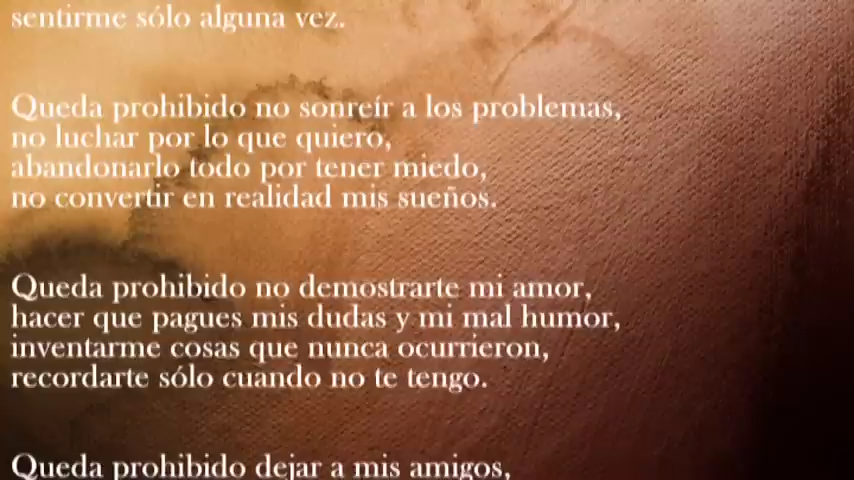 sentirme sólo alguna vez.
Queda prohibido no sonreír a los problemas,
no luchar por lo que quiero,
abandonarlo todo por tener miedo,
no convertir en realidad mis sueños.
Queda prohibido no demostrarte mi amor,
hacer que pagues mis dudas y mi mal humor,
inventarme cosas que nunca ocurrieron,
recordarte sólo cuando no te tengo.
Queda prohibido dejar a mis amigos,